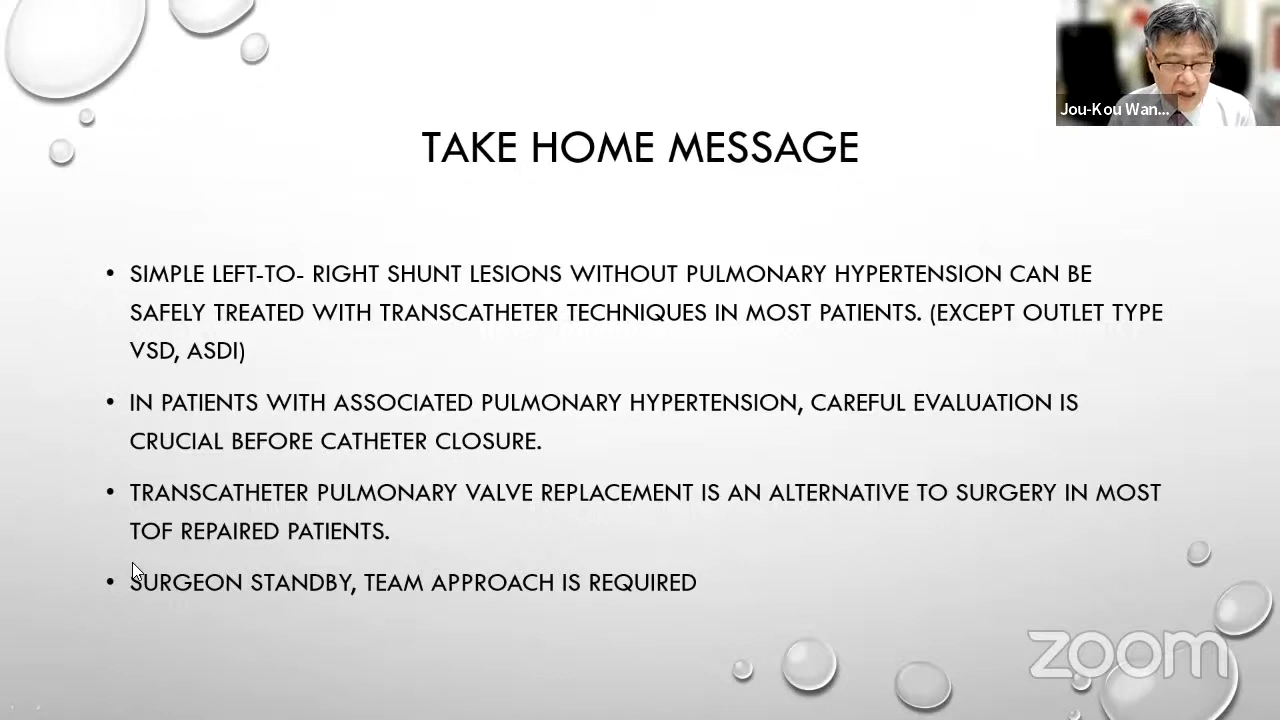 Jou-Kou Wan...
TAKE HOME MESSAGE
• SIMPLE LEFT-TO- RIGHT SHUNT LESIONS WITHOUT PULMONARY HYPERTENSION CAN BE
SAFELY TREATED WITH TRANSCATHETER TECHNIQUES IN MOST PATIENTS. (EXCEPT OUTLET TYPE
VSD, ASDI)
• IN PATIENTS WITH ASSOCIATED PULMONARY HYPERTENSION, CAREFUL EVALUATION IS
CRUCIAL BEFORE CATHETER CLOSURE.
• TRANSCATHETER PULMONARY VALVE REPLACEMENT IS AN ALTERNATIVE TO SURGERY IN MOST
TOF REPAIRED PATIENTS.
• SURGEON STANDBY, TEAM APPROACH IS REQUIRED
zoom